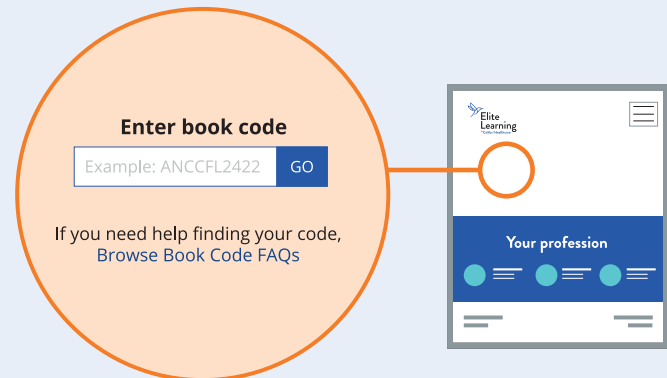 Enter book code
Example: ANCCFL2422
GO
If you need help finding your code,
Browse Book Code FAQs
Elite
Learning
Your profession